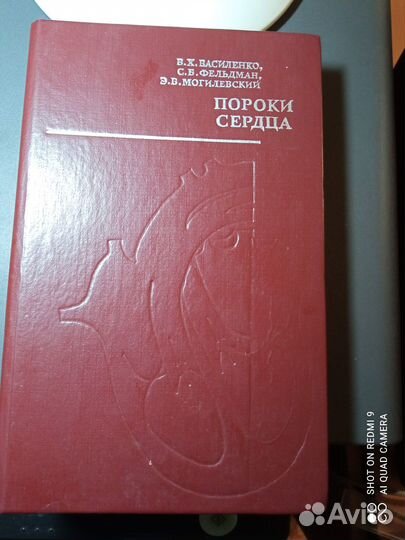 В.Х.ВАСИЛЕНКО,
С.Б.ФЕЛЬДМАН,
Э.Б.МОГИЛЕВСКИЙ
ПОРОКИ
СЕРДЦА
SHOT ON REDMI 9
AI QUAD CAMERA
Avito